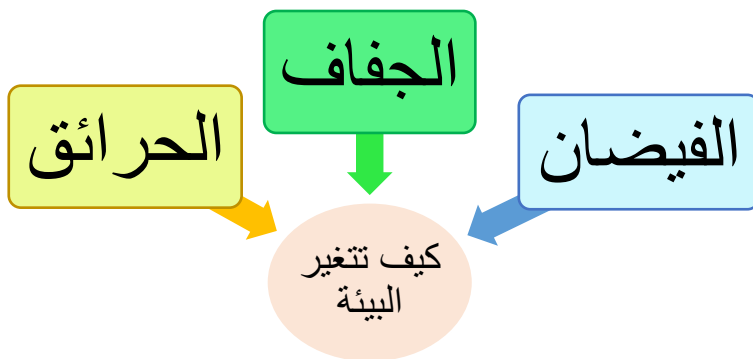 الجفاف
الفيضان
الحرائق
كيف تتغير
البيئة